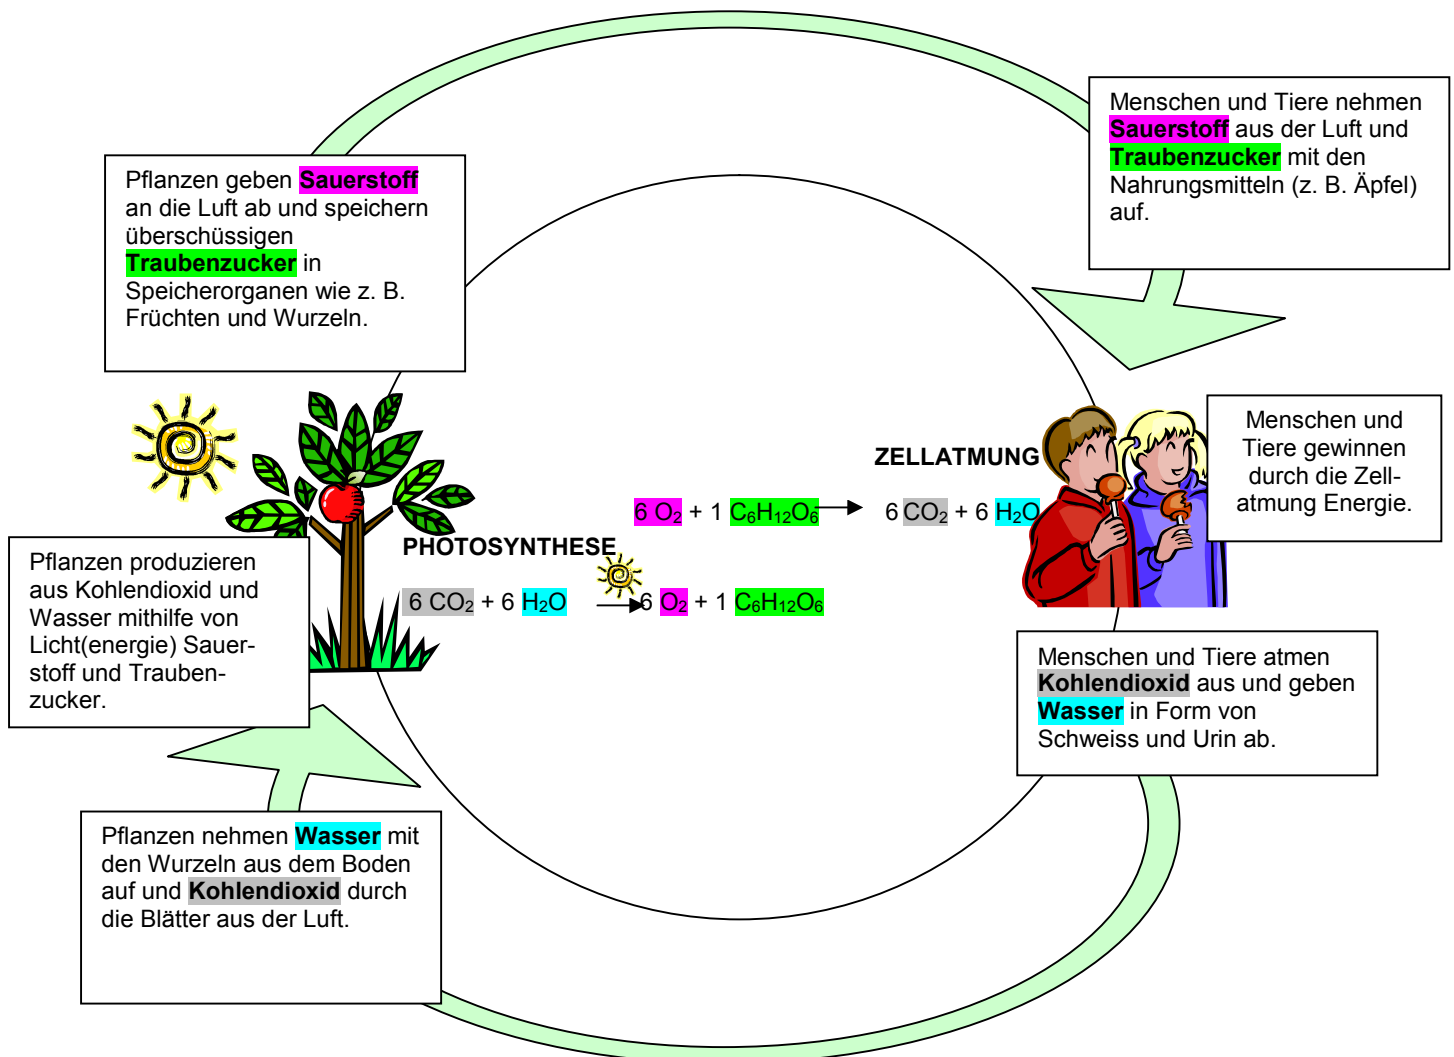 Menschen und Tiere nehmen
Sauerstoff aus der Luft und
Traubenzucker mit den
Nahrungsmitteln (z. B. Äpfel)
auf.
Pflanzen geben Sauerstoff
an die Luft ab und speichern
überschüssigen
Traubenzucker in
Speicherorganen wie z. B.
Früchten und Wurzeln.
Menschen und
Tiere gewinnen
durch die Zell-
atmung Energie.
ZELLATMUNG
6 O₂ + 1 C₆H₁₂O₆ → 6 CO₂ + 6 H₂O
PHOTOSYNTHESE
6 CO₂ + 6 H₂O → 6 O₂ + 1 C₆H₁₂O₆
Pflanzen produzieren
aus Kohlendioxid und
Wasser mithilfe von
Licht(energie) Sauer-
stoff und Trauben-
zucker.
Menschen und Tiere atmen
Kohlendioxid aus und geben
Wasser in Form von
Schweiss und Urin ab.
Pflanzen nehmen Wasser mit
den Wurzeln aus dem Boden
auf und Kohlendioxid durch
die Blätter aus der Luft.